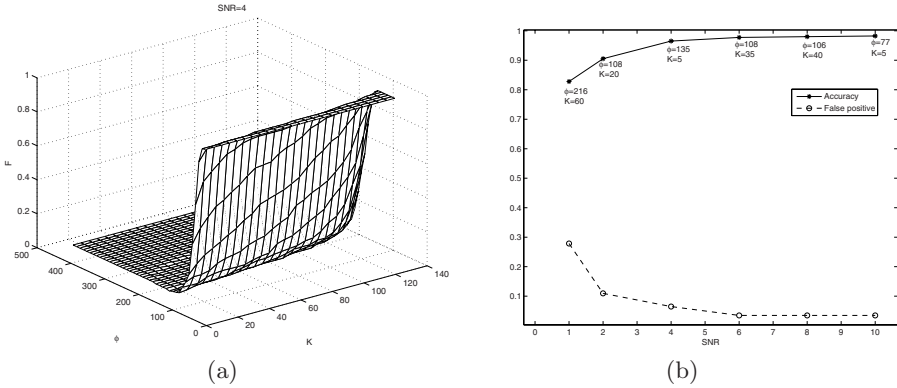 SNR=4
1
0.8
0.6
0.4
0.2
0
F
500
400
300
200
100
0
ϕ
0
20
40
60
80
100
120
140
K
(a)
1
0.9
0.8
0.7
0.6
0.5
0.4
0.3
0.2
0.1
ϕ=216
K=60
ϕ=108
K=20
ϕ=135
K=5
ϕ=108
K=35
ϕ=106
K=40
ϕ=77
K=5
Accuracy
False positive
0 1 2 3 4 5 6 7 8 9 10
SNR
(b)